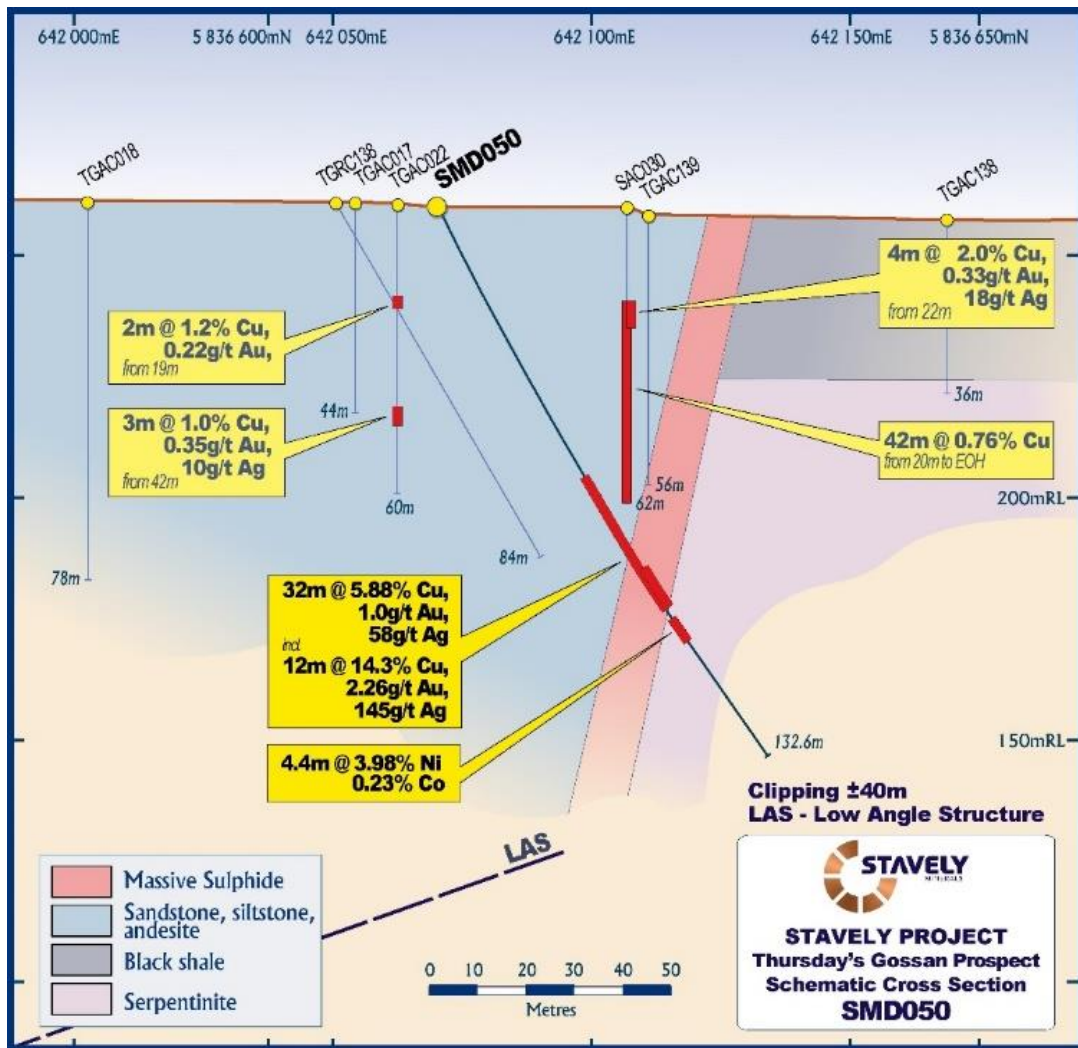 642 000mE
5 836 600mN
642 050mE
642 100mE
642 150mE
5 836 650mN
TGAC018
TGRC138
TGAC017
TGAC022
SMD050
SAC030
TGAC139
TGAC138
4m @ 2.0% Cu,
0.33g/t Au,
18g/t Ag
from 22m
2m @ 1.2% Cu,
0.22g/t Au,
from 19m
36m
44m
3m @ 1.0% Cu,
0.35g/t Au,
10g/t Ag
from 42m
42m @ 0.76% Cu
from 20m to EOH
56m
62m
60m
200mRL
84m
78m
32m @ 5.88% Cu,
1.0g/t Au,
58g/t Ag
incl
12m @ 14.3% Cu,
2.26g/t Au,
145g/t Ag
132.6m
150mRL
4.4m @ 3.98% Ni
0.23% Co
Clipping ±40m
LAS - Low Angle Structure
LAS
Massive Sulphide
Sandstone, siltstone,
andesite
Black shale
Serpentinite
0 10 20 30 40 50
Metres
STAVELY
MINERALS
STAVELY PROJECT
Thursday's Gossan Prospect
Schematic Cross Section
SMD050